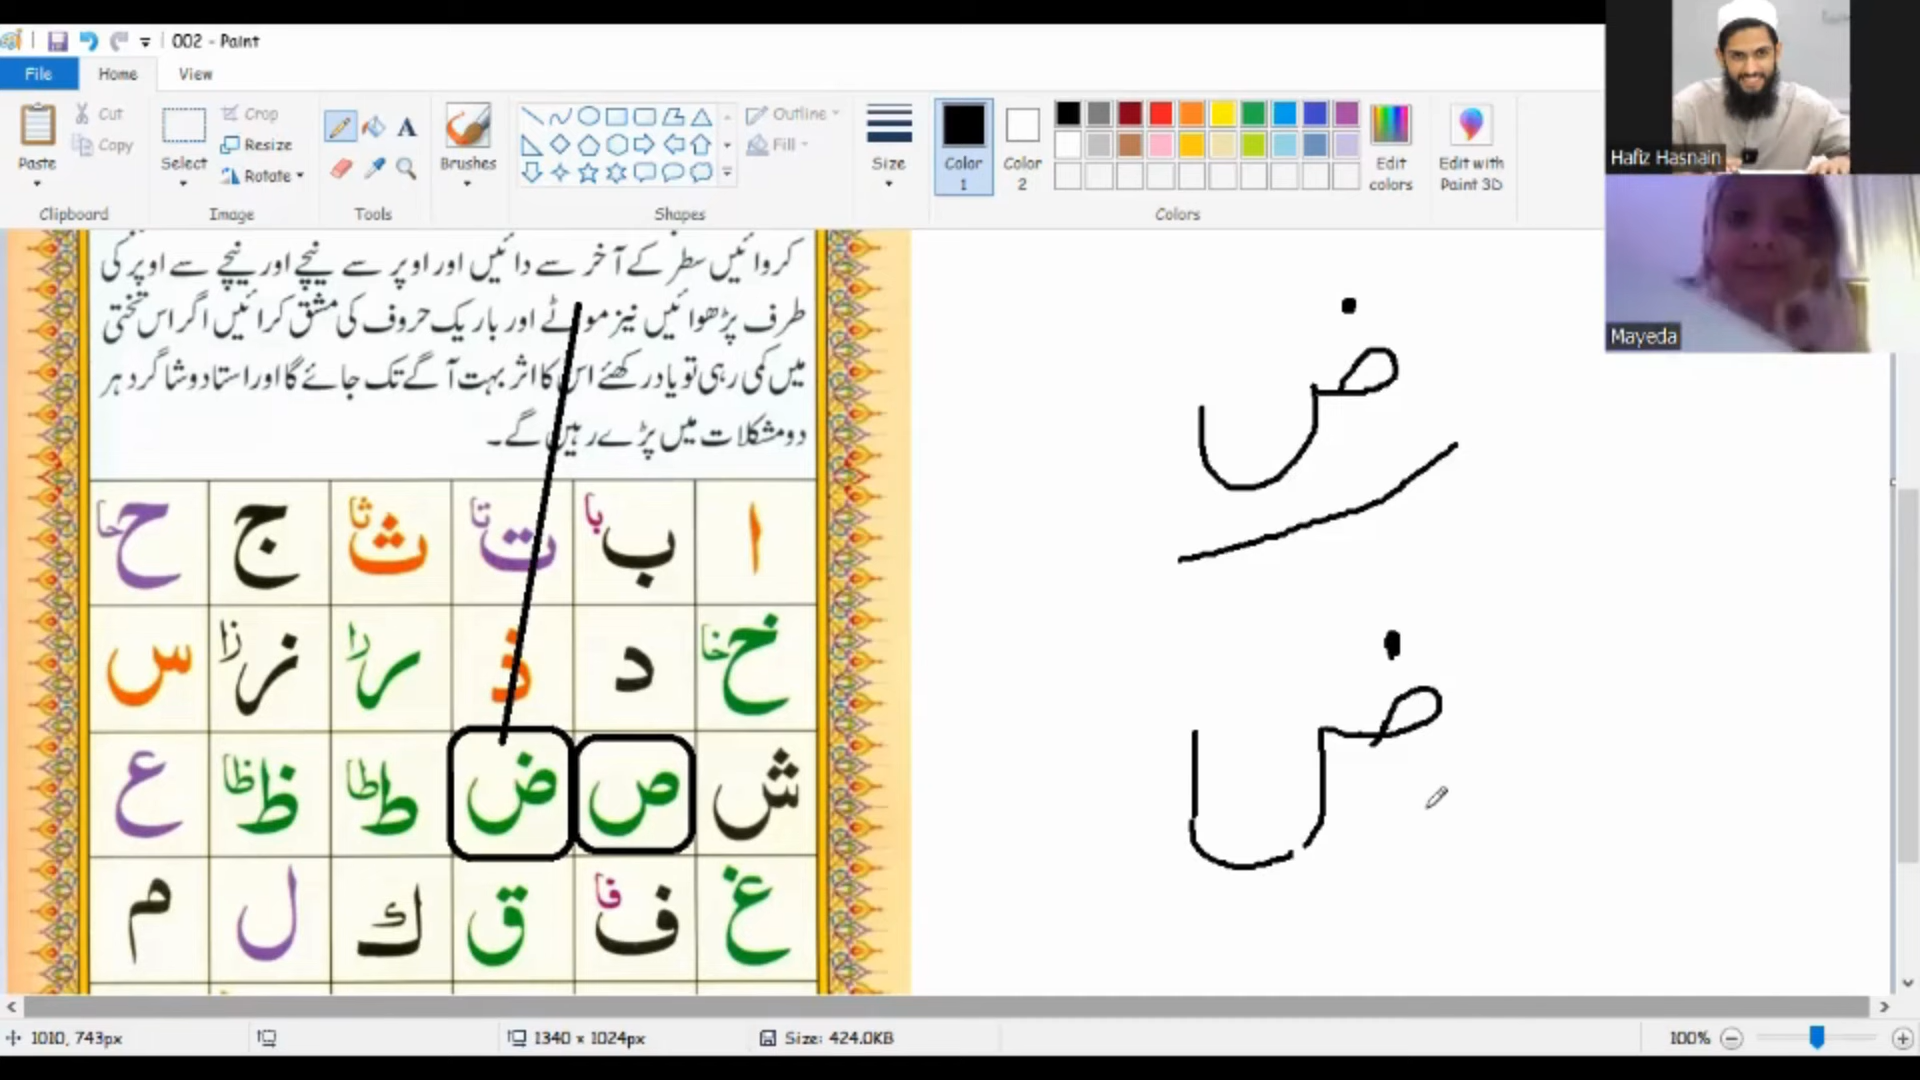 002 - Paint
File Home View
Paste Cut Copy Clipboard
Select Crop Resize Rotate Image
A Tools
Brushes
Outline Fill Shapes
Size
Color 1 Color 2 Edit colors Colors
Edit with Paint 3D
Hafiz Hasnain
Mayeda
کروائیں سطر کے آخر سے دائیں اور اوپر سے نیچے اور نیچے سے اوپر کی
طرف پڑھوائیں نیز موٹے اور باریک حروف کی مشق کرائیں اگر اس تختی
میں کمی رہی تو یاد رکھئے اس کا اثر بہت آگے تک جائے گا اور استاد و شاگرد ہر
دو مشکلات میں پڑے رہیں گے۔
ا ب با ت تا ث ثا ج ح حا
خ خا د ذ ر را ز زا س
ش ص ض ط طا ظ ظا ع
غ ف فا ق ك ل م
ض
ض
1010, 743px 1340 x 1024px Size: 424.0KB 100%